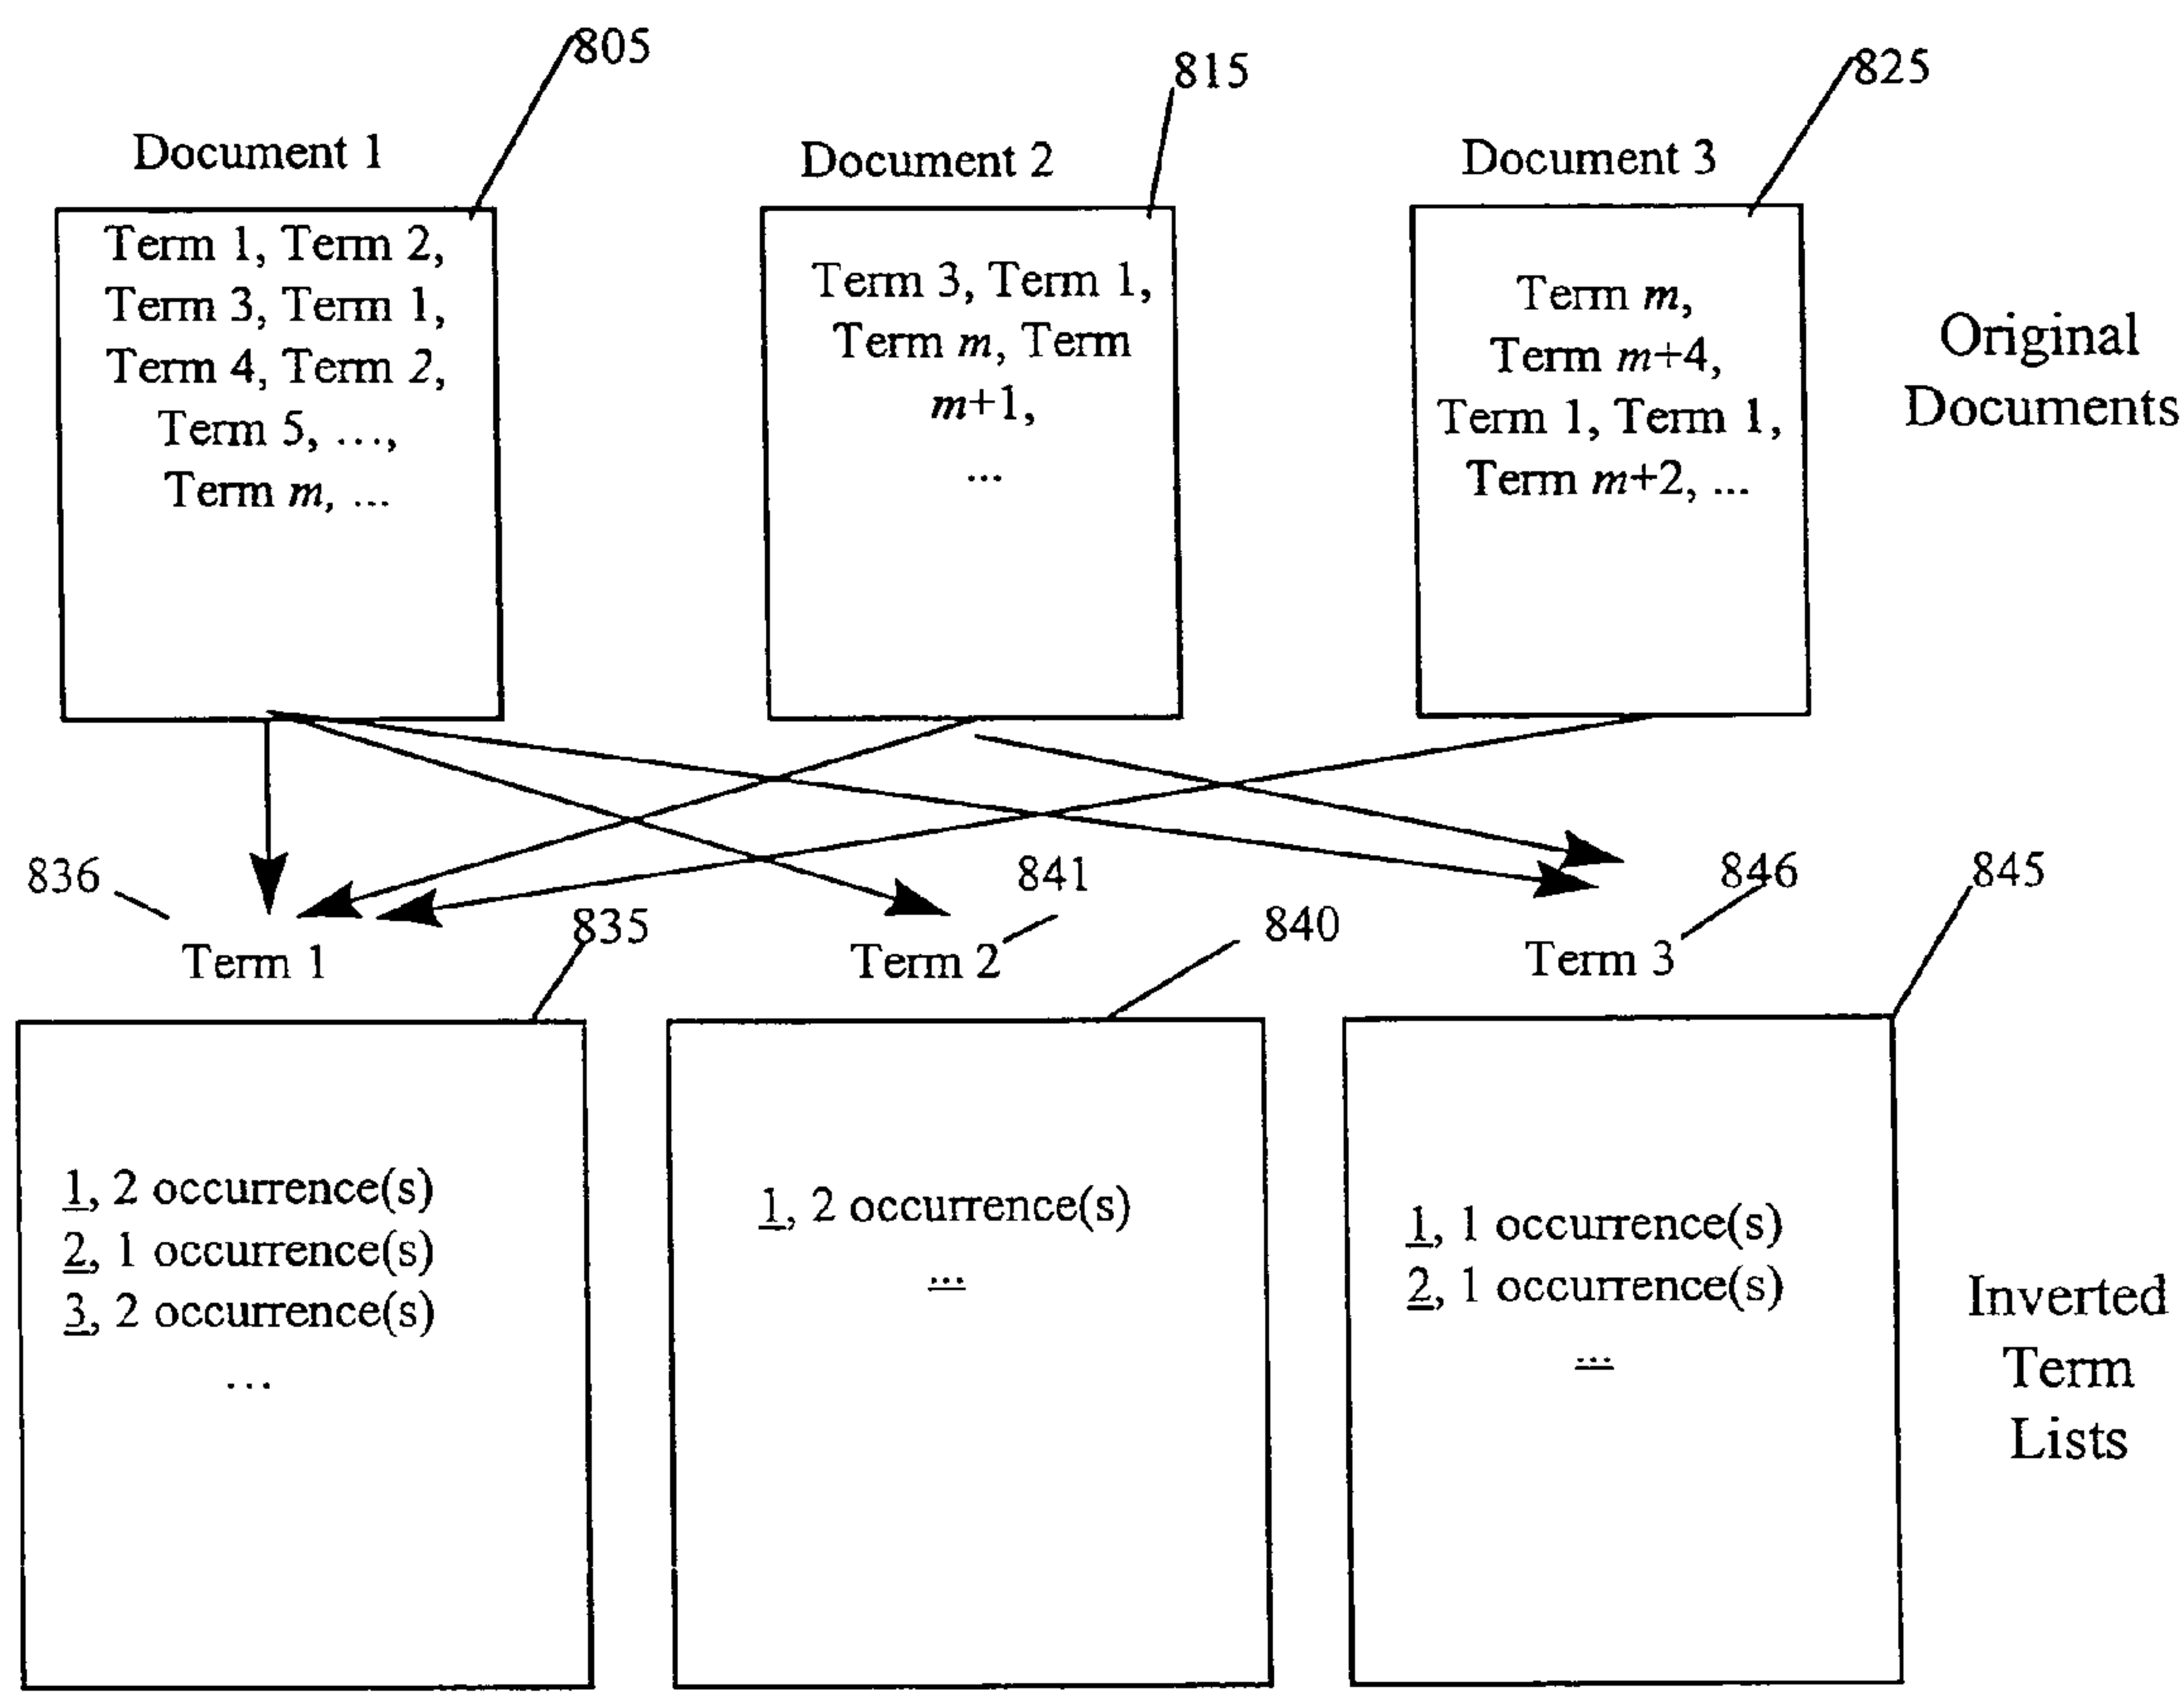 805
815
825
Document 1
Document 2
Document 3
Term 1, Term 2,
Term 3, Term 1,
Term 4, Term 2,
Term 5, ...,
Term m, ...
Term 3, Term 1,
Term m, Term
m+1,
...
Term m,
Term m+4,
Term 1, Term 1,
Term m+2, ...
Original
Documents
836
835
841
840
846
845
Term 1
Term 2
Term 3
1, 2 occurrence(s)
2, 1 occurrence(s)
3, 2 occurrence(s)
...
1, 2 occurrence(s)
...
1, 1 occurrence(s)
2, 1 occurrence(s)
...
Inverted
Term
Lists